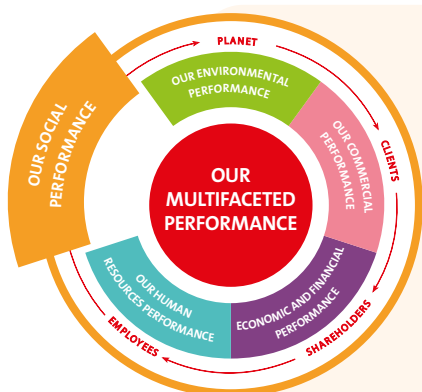 PLANET
OUR ENVIRONMENTAL
PERFORMANCE
OUR SOCIAL
PERFORMANCE
OUR COMMERCIAL
PERFORMANCE
CLIENTS
OUR
MULTIFACETED
PERFORMANCE
OUR HUMAN
RESOURCES PERFORMANCE
ECONOMIC AND FINANCIAL
PERFORMANCE
EMPLOYEES
SHAREHOLDERS